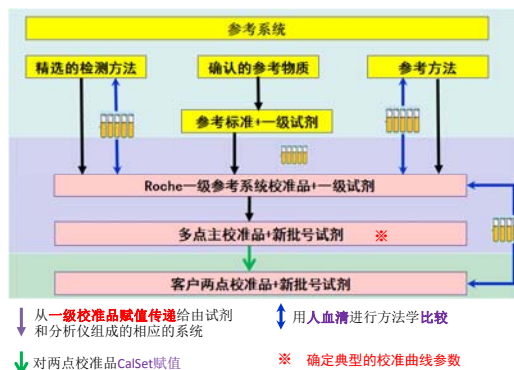 参考系统
精选的检测方法 确认的参考物质 参考方法
参考标准+一级试剂
Roche一级参考系统校准品+一级试剂
多点主校准品+新批号试剂 ※
客户两点校准品+新批号试剂
从一级校准品赋值传递给由试剂
和分析仪组成的相应的系统
用人血清进行方法学比较
对两点校准品CalSet赋值
※ 确定典型的校准曲线参数